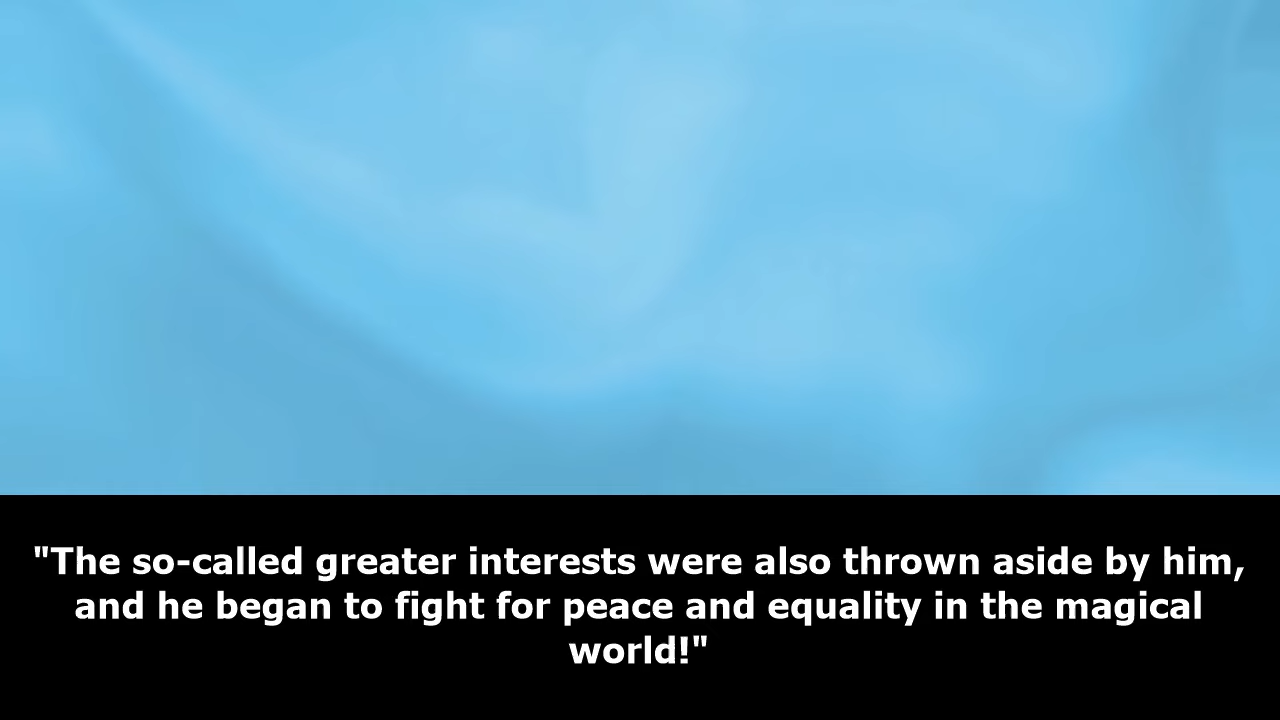 "The so-called greater interests were also thrown aside by him,
and he began to fight for peace and equality in the magical
world!"